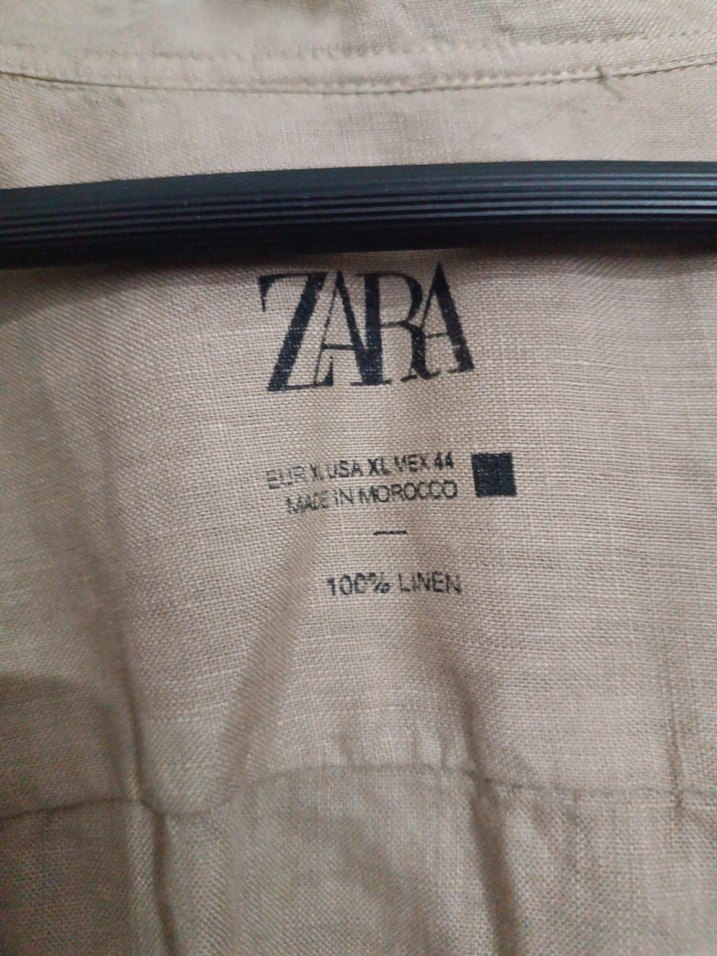 ZARA
EUR XL USA XL MEX 44
MADE IN MOROCCO
100% LINEN